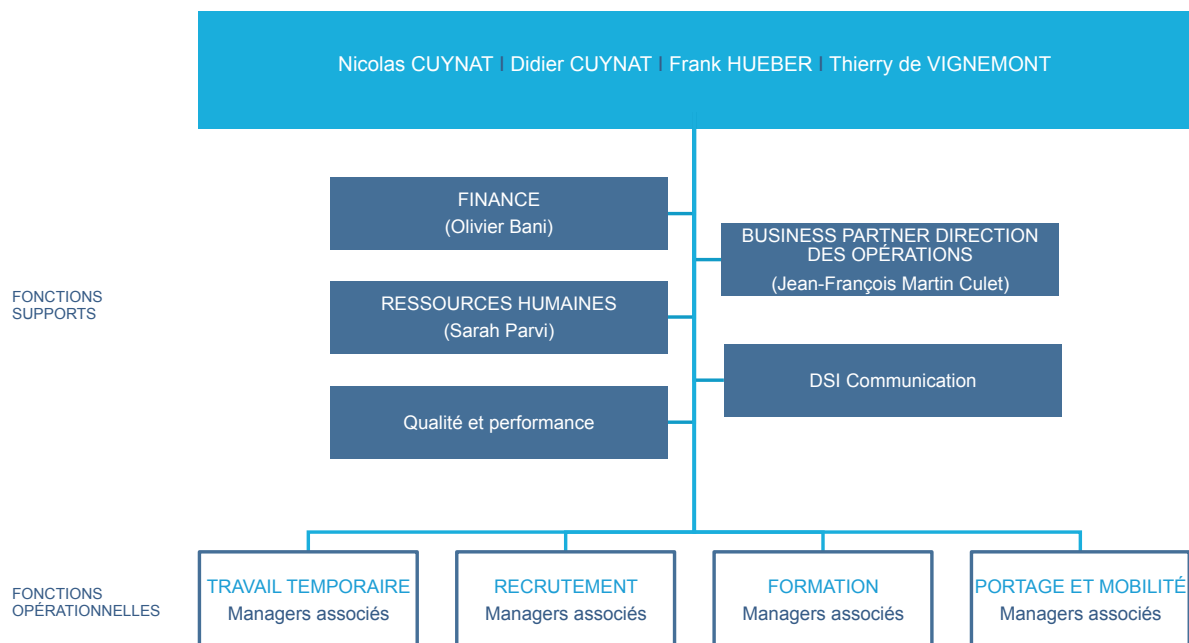 Nicolas CUYNAT I Didier CUYNAT I Frank HUEBER I Thierry de VIGNEMONT
FONCTIONS
SUPPORTS
FINANCE
(Olivier Bani)
BUSINESS PARTNER DIRECTION
DES OPÉRATIONS
(Jean-François Martin Culet)
RESSOURCES HUMAINES
(Sarah Parvi)
DSI Communication
Qualité et performance
FONCTIONS
OPÉRATIONNELLES
TRAVAIL TEMPORAIRE
Managers associés
RECRUTEMENT
Managers associés
FORMATION
Managers associés
PORTAGE ET MOBILITÉ
Managers associés